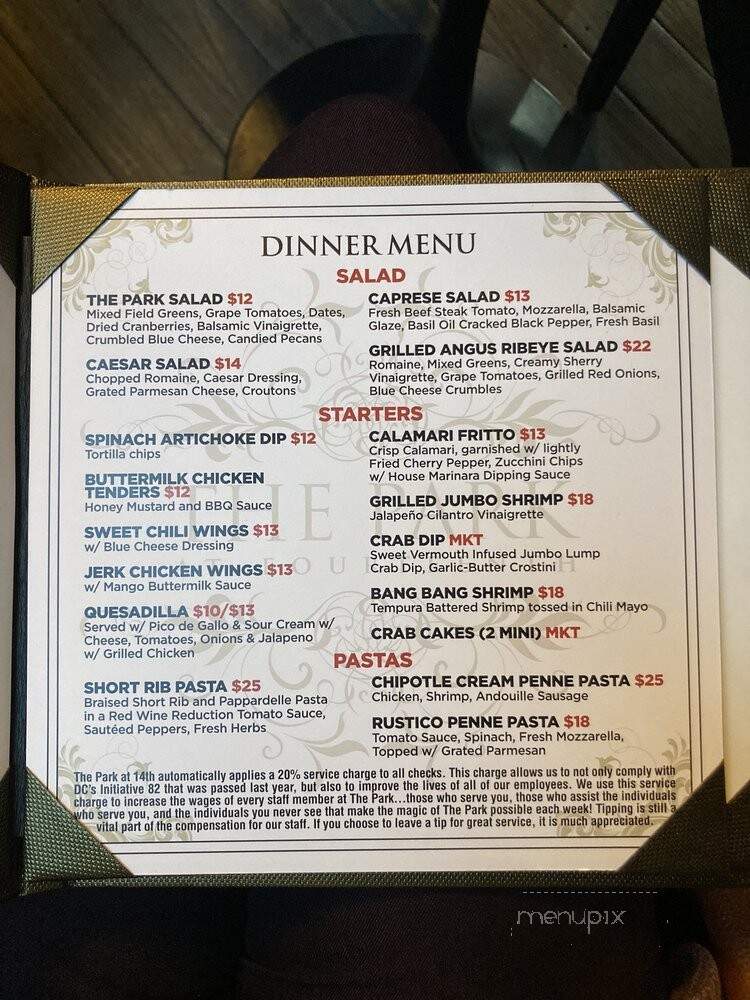 DINNER MENU
SALAD
THE PARK SALAD $12
Mixed Field Greens, Grape Tomatoes, Dates,
Dried Cranberries, Balsamic Vinaigrette,
Crumbled Blue Cheese, Candied Pecans
CAESAR SALAD $14
Chopped Romaine, Caesar Dressing,
Grated Parmesan Cheese, Croutons
CAPRESE SALAD $13
Fresh Beef Steak Tomato, Mozzarella, Balsamic
Glaze, Basil Oil Cracked Black Pepper, Fresh Basil
GRILLED ANGUS RIBEYE SALAD $22
Romaine, Mixed Greens, Creamy Sherry
Vinaigrette, Grape Tomatoes, Grilled Red Onions,
Blue Cheese Crumbles
STARTERS
SPINACH ARTICHOKE DIP $12
Tortilla chips
BUTTERMILK CHICKEN
TENDERS $12
Honey Mustard and BBQ Sauce
SWEET CHILI WINGS $13
w/ Blue Cheese Dressing
JERK CHICKEN WINGS $13
w/ Mango Buttermilk Sauce
QUESADILLA $10/$13
Served w/ Pico de Gallo & Sour Cream w/
Cheese, Tomatoes, Onions & Jalapeno
w/ Grilled Chicken
CALAMARI FRITTO $13
Crisp Calamari, garnished w/ lightly
Fried Cherry Pepper, Zucchini Chips
w/ House Marinara Dipping Sauce
GRILLED JUMBO SHRIMP $18
Jalapeño Cilantro Vinaigrette
CRAB DIP MKT
Sweet Vermouth Infused Jumbo Lump
Crab Dip, Garlic-Butter Crostini
BANG BANG SHRIMP $18
Tempura Battered Shrimp tossed in Chili Mayo
CRAB CAKES (2 MINI) MKT
PASTAS
SHORT RIB PASTA $25
Braised Short Rib and Pappardelle Pasta
in a Red Wine Reduction Tomato Sauce,
Sautéed Peppers, Fresh Herbs
CHIPOTLE CREAM PENNE PASTA $25
Chicken, Shrimp, Andouille Sausage
RUSTICO PENNE PASTA $18
Tomato Sauce, Spinach, Fresh Mozzarella,
Topped w/ Grated Parmesan
The Park at 14th automatically applies a 20% service charge to all checks. This charge allows us to not only comply with
DC's Initiative 82 that was passed last year, but also to improve the lives of all of our employees. We use this service
charge to increase the wages of every staff member at The Park...those who serve you, those who assist the individuals
who serve you, and the individuals you never see that make the magic of The Park possible each week! Tipping is still a
vital part of the compensation for our staff. If you choose to leave a tip for great service, it is much appreciated.
THE PARK
menupix